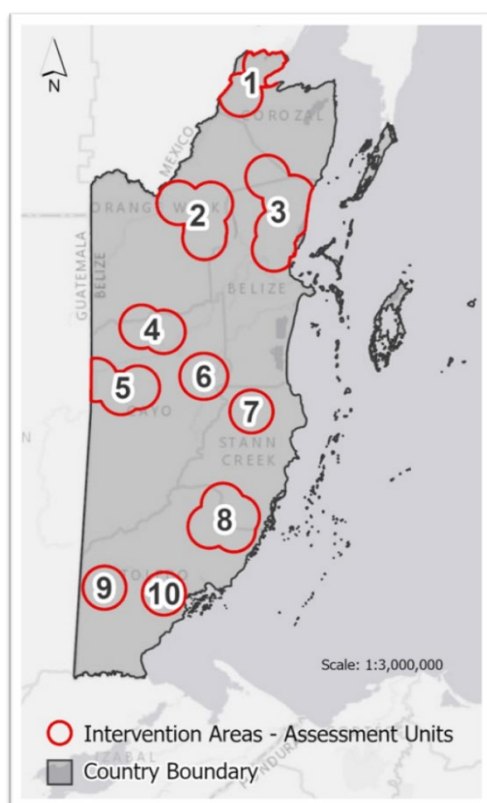 N
1
COROZAL
MEXICO
ORANGE WALK
2
3
GUATEMALA
BELIZE
BELIZE
4
5
CAYO
6
7
STANN
CREEK
8
TOLEDO
9
10
Scale: 1:3,000,000
Intervention Areas - Assessment Units
IZABAL
HONDURAS
Country Boundary